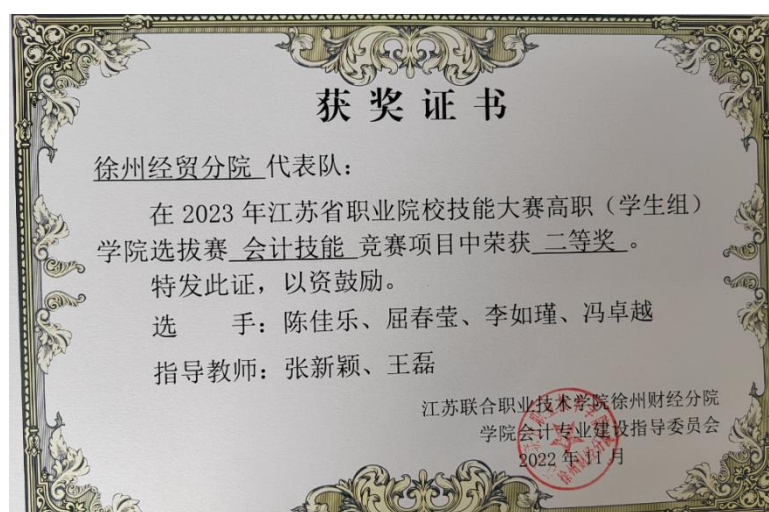 获奖证书
徐州经贸分院 代表队：
在 2023 年江苏省职业院校技能大赛高职（学生组）
学院选拔赛 会计技能 竞赛项目中荣获 二等奖 。
特发此证，以资鼓励。
选 手：陈佳乐、屈春莹、李如瑾、冯卓越
指导教师：张新颖、王磊
江苏联合职业技术学院徐州财经分院
学院会计专业建设指导委员会
2022 年 11 月